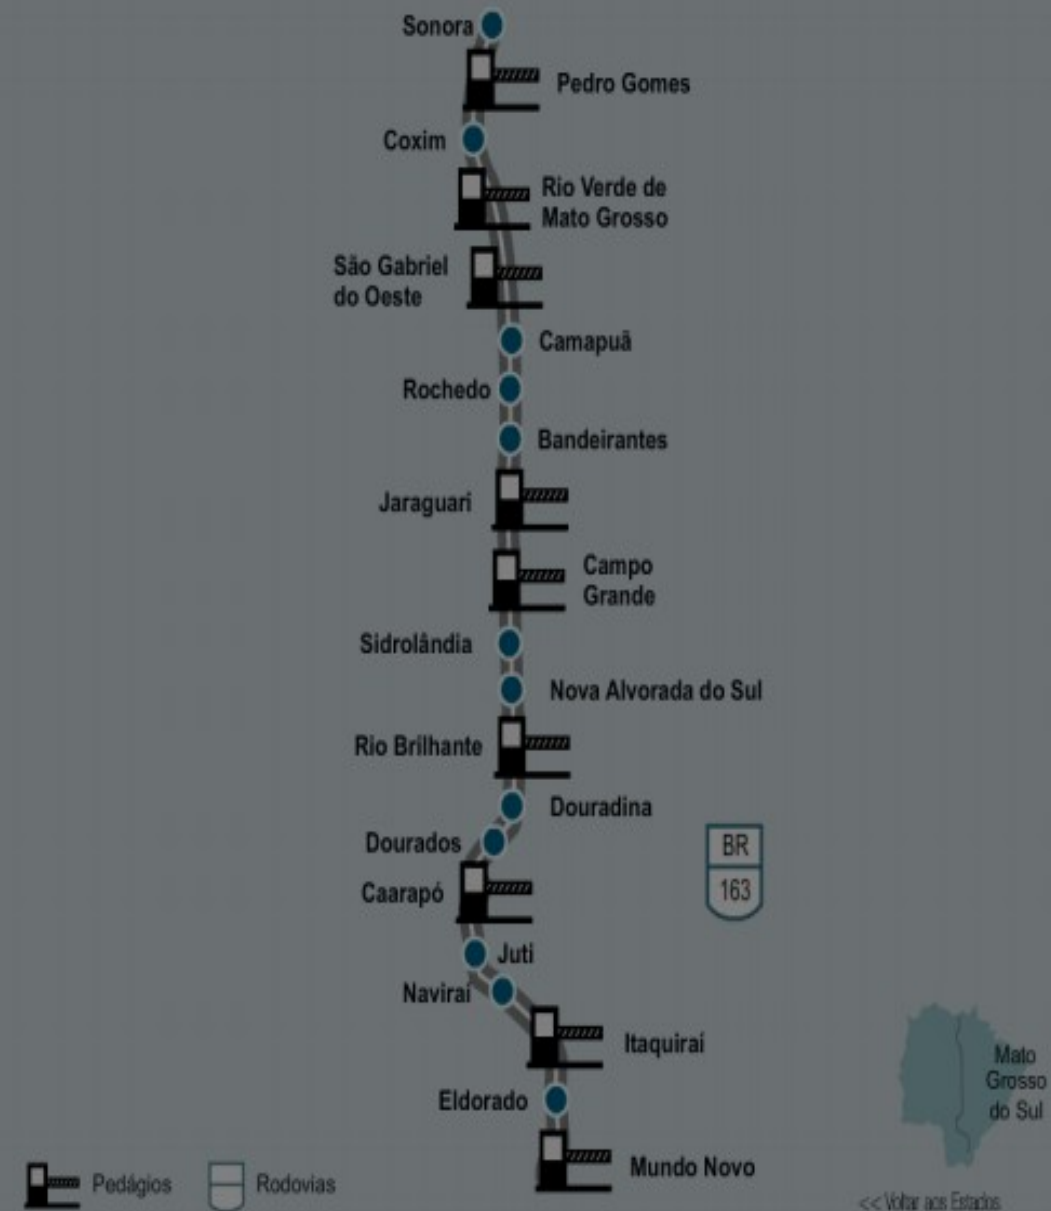 Sonora
Pedro Gomes
Coxim
Rio Verde de
Mato Grosso
São Gabriel
do Oeste
Camapuã
Rochedo
Bandeirantes
Jaraguari
Campo
Grande
Sidrolândia
Nova Alvorada do Sul
Rio Brilhante
Douradina
Dourados
BR
163
Caarapó
Juti
Naviraí
Itaquiraí
Mato
Grosso
do Sul
Eldorado
Mundo Novo
Pedágios
Rodovias
<< Voltar aos Estados